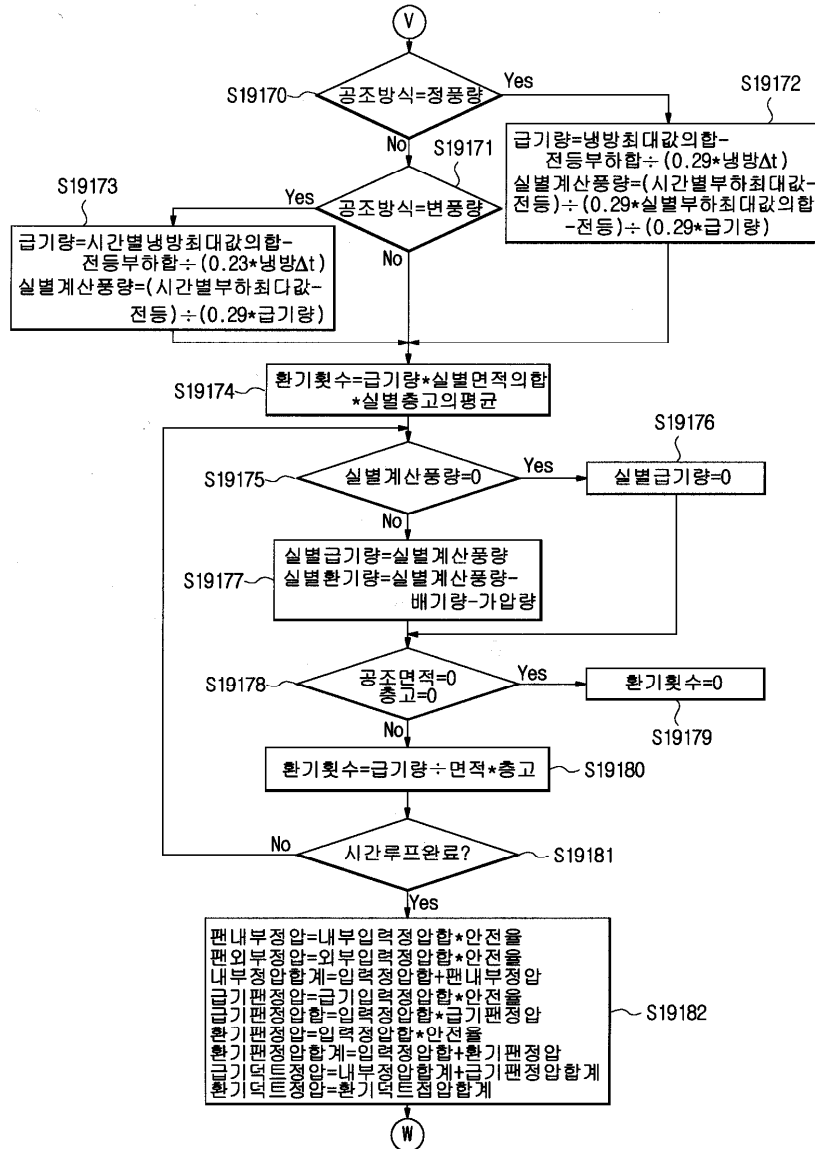 V
S19170
공조방식=정풍량
Yes
No
S19172
급기량=냉방최대값의합-
전등부하합÷(0.29*냉방Δt)
실별계산풍량=(시간별부하최대값-
전등)÷(0.29*실별부하최대값의합
-전등)÷(0.29*급기량)
S19171
공조방식=변풍량
Yes
No
S19173
급기량=시간별냉방최대값의합-
전등부하합÷(0.23*냉방Δt)
실별계산풍량=(시간별부하최다값-
전등)÷(0.29*급기량)
S19174
환기횟수=급기량*실별면적의합
*실별층고의평균
S19175
실별계산풍량=0
Yes
No
S19176
실별급기량=0
S19177
실별급기량=실별계산풍량
실별환기량=실별계산풍량-
배기량-가압량
S19178
공조면적=0
층고=0
Yes
No
환기횟수=0
S19179
환기횟수=급기량÷면적*층고
S19180
No
시간루프완료?
S19181
Yes
팬내부정압=내부입력정압합*안전율
팬외부정압=외부입력정압합*안전율
내부정압합계=입력정압합+팬내부정압
급기팬정압=급기입력정압합*안전율
급기팬정압합=입력정압합*급기팬정압
환기팬정압=입력정압합*안전율
환기팬정압합계=입력정압합+환기팬정압
급기덕트정압=내부정압합계+급기팬정압합계
환기덕트정압=환기덕트접압합계
S19182
W